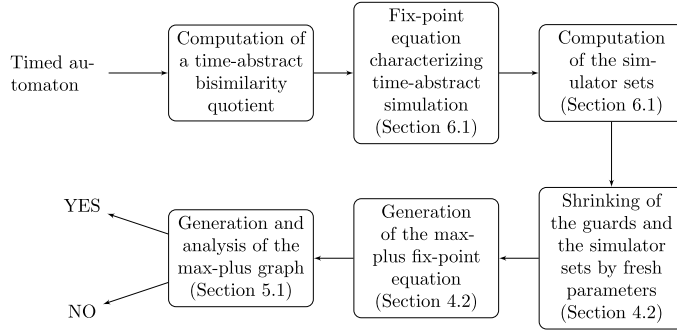 Timed au-
tomaton
Computation of
a time-abstract
bisimilarity
quotient
Fix-point
equation
characterizing
time-abstract
simulation
(Section 6.1)
Computation
of the sim-
ulator sets
(Section 6.1)
Shrinking of
the guards and
the simulator
sets by fresh
parameters
(Section 4.2)
Generation
of the max-
plus fix-point
equation
(Section 4.2)
Generation and
analysis of the
max-plus graph
(Section 5.1)
YES
NO